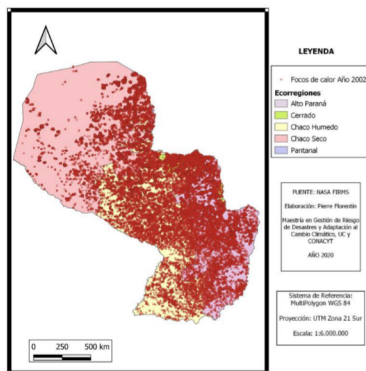 LEYENDA
Focos de calor Año 2002
Ecorregiones
Alto Paraná
Cerrado
Chaco Humedo
Chaco Seco
Pantanal
FUENTE: NASA FIRMS
Elaboración: Pierre Florentin
Maestría en Gestión de Riesgo
de Desastres y Adaptación al
Cambio Climático, UC y
CONACYT
AÑO 2020
Sistema de Referencia:
MultiPolygon WGS 84
Proyección: UTM Zona 21 Sur
Escala: 1:6.000.000
0 250 500 km